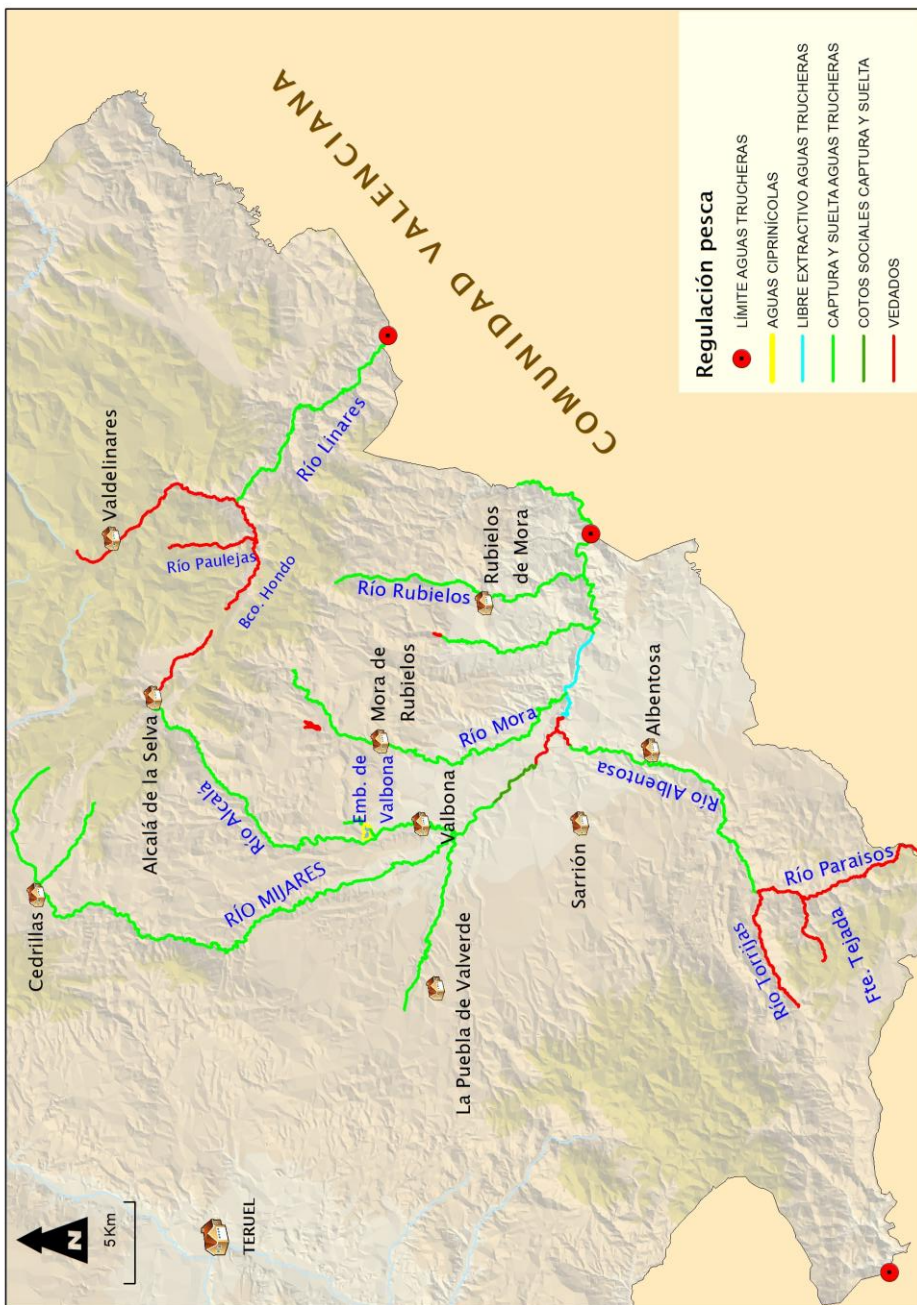 N
5 Km
TERUEL
Cedrillas
Alcalá de la Selva
Valdelinares
Río Paulejas
Bco. Hondo
Río Linares
COMUNIDAD VALENCIANA
Río Alcalá
RÍO MIJARES
Emb. de
Valbona
Valbona
Mora de
Rubielos
Río Mora
Río Rubielos
Rubielos
de Mora
La Puebla de Valverde
Sarrión
Albentosa
Río Albentosa
Río Torrijas
Fte. Tejada
Río Paraisos
Regulación pesca
LÍMITE AGUAS TRUCHERAS
AGUAS CIPRINÍCOLAS
LIBRE EXTRACTIVO AGUAS TRUCHERAS
CAPTURA Y SUELTA AGUAS TRUCHERAS
COTOS SOCIALES CAPTURA Y SUELTA
VEDADOS